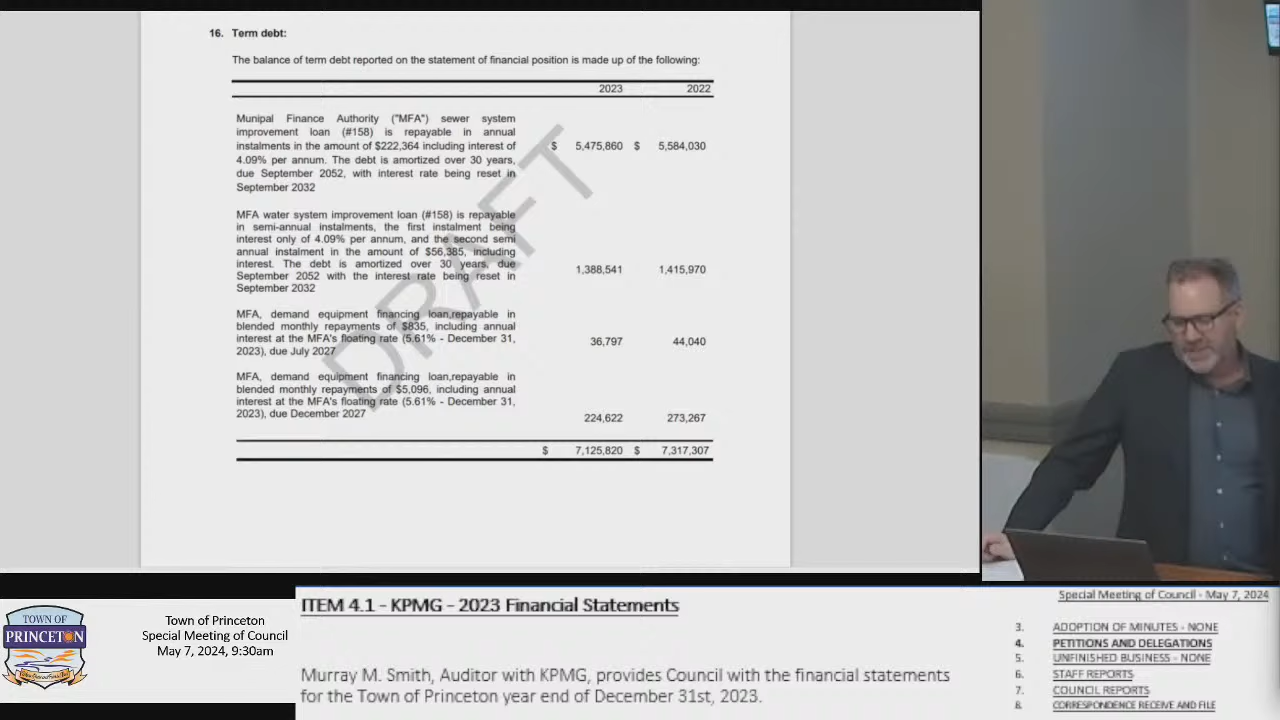 16. Term debt:
The balance of term debt reported on the statement of financial position is made up of the following:
2023 2022
Munipal Finance Authority ("MFA") sewer system
improvement loan (#158) is repayable in annual
instalments in the amount of $222,364 including interest of
4.09% per annum. The debt is amortized over 30 years,
due September 2052, with interest rate being reset in
September 2032
$ 5,475,860 $ 5,584,030
MFA water system improvement loan (#158) is repayable
in semi-annual instalments, the first instalment being
interest only of 4.09% per annum, and the second semi
annual instalment in the amount of $56,385, including
interest. The debt is amortized over 30 years, due
September 2052 with the interest rate being reset in
September 2032
1,388,541 1,415,970
MFA, demand equipment financing loan,repayable in
blended monthly repayments of $835, including annual
interest at the MFA's floating rate (5.61% - December 31,
2023), due July 2027
36,797 44,040
MFA, demand equipment financing loan,repayable in
blended monthly repayments of $5,096, including annual
interest at the MFA's floating rate (5.61% - December 31,
2023), due December 2027
224,622 273,267
$ 7,125,820 $ 7,317,307
DRAFT
TOWN OF
PRINCETON
Town of Princeton
Special Meeting of Council
May 7, 2024, 9:30am
ITEM 4.1 - KPMG - 2023 Financial Statements
Murray M. Smith, Auditor with KPMG, provides Council with the financial statements
for the Town of Princeton year end of December 31st, 2023.
Special Meeting of Council - May 7, 2024
3. ADOPTION OF MINUTES - NONE
4. PETITIONS AND DELEGATIONS
5. UNFINISHED BUSINESS - NONE
6. STAFF REPORTS
7. COUNCIL REPORTS
8. CORRESPONDENCE RECEIVE AND FILE